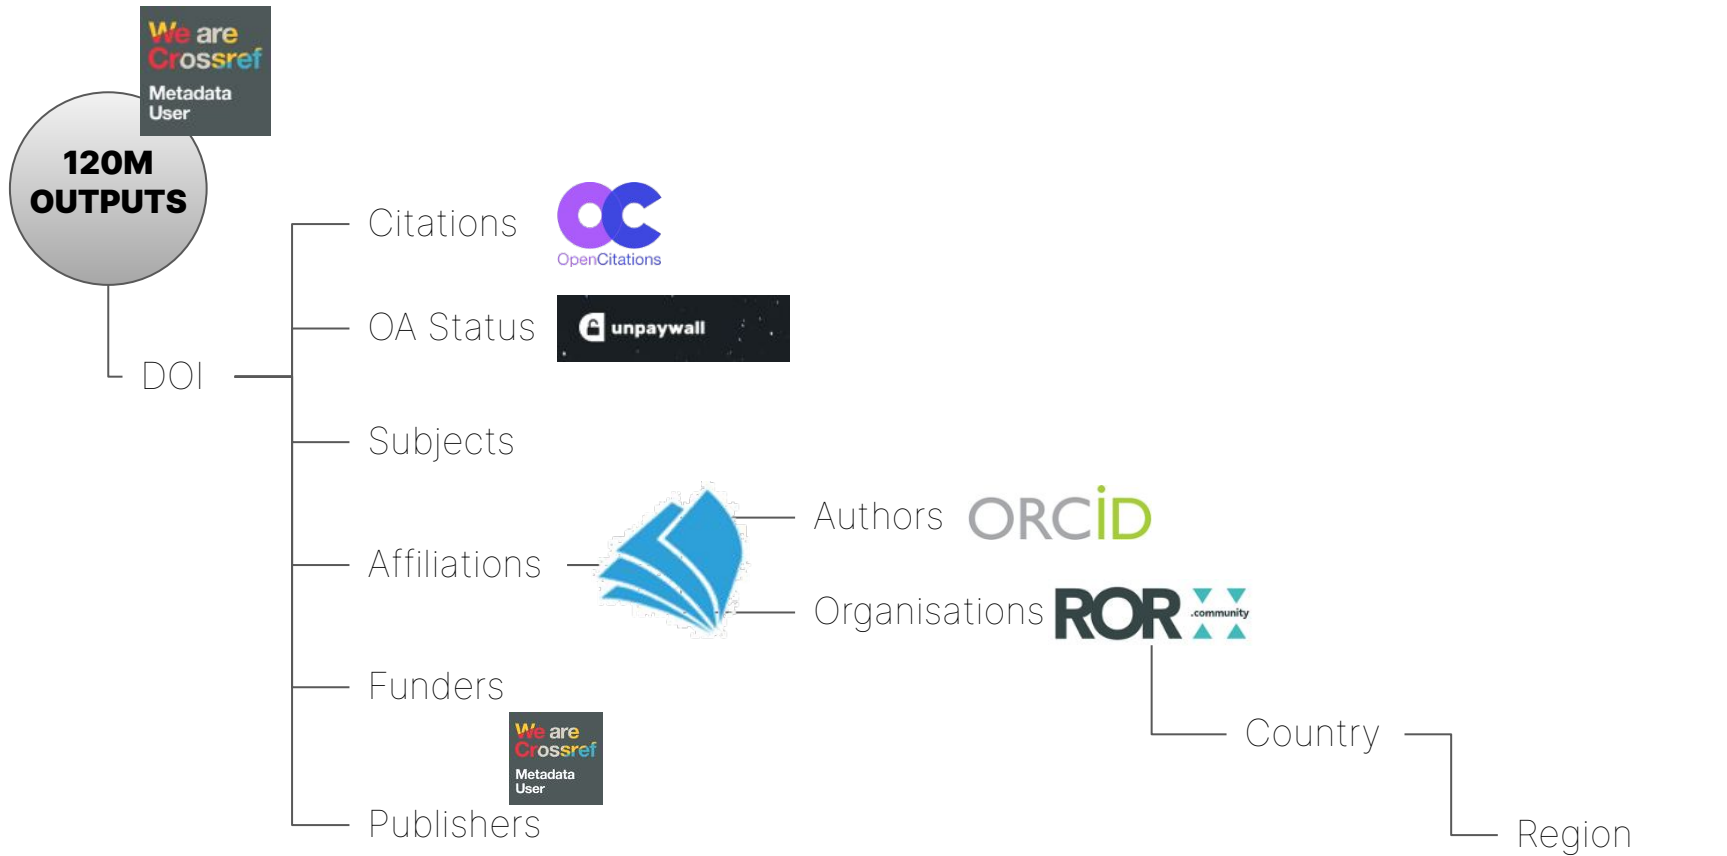 We are
Crossref
Metadata
User
120M
OUTPUTS
DOI
Citations
OC
OpenCitations
OA Status
unpaywall
Subjects
Affiliations
Authors
ORCiD
Organisations
ROR
.community
Funders
We are
Crossref
Metadata
User
Publishers
Country
Region